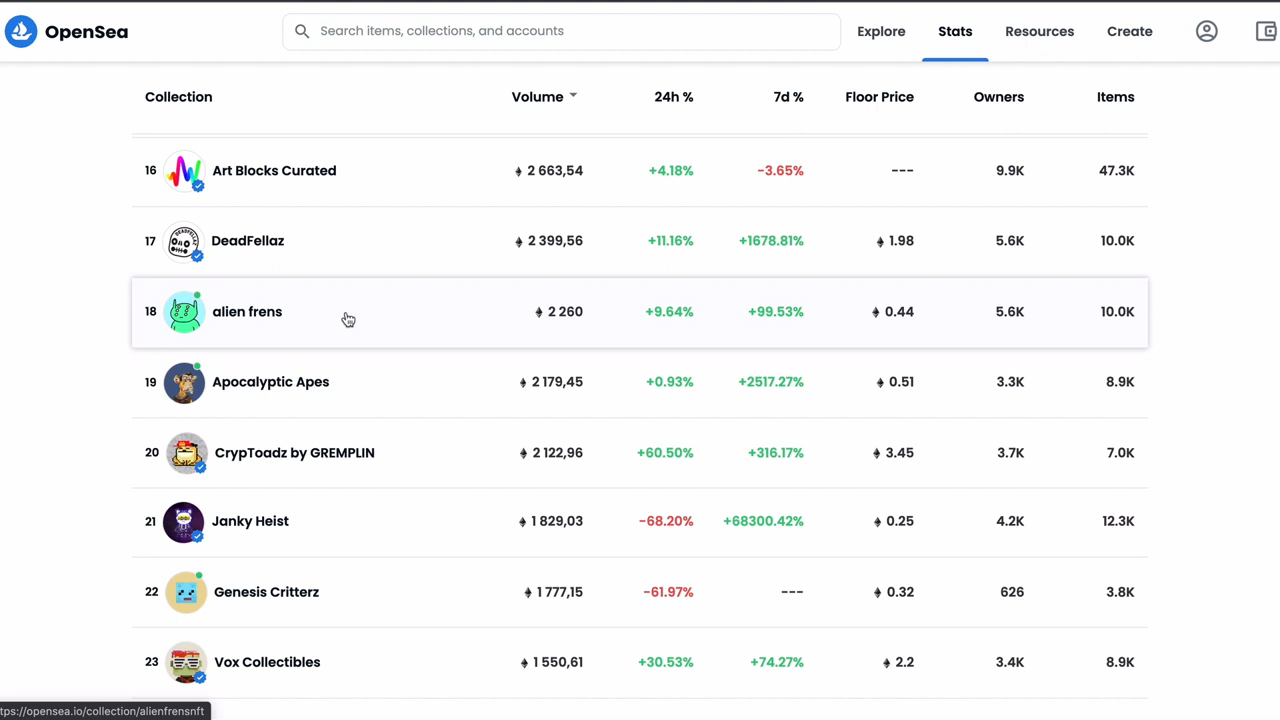 OpenSea Search items, collections, and accounts Explore Stats Resources Create
Collection Volume 24h % 7d % Floor Price Owners Items
16 Art Blocks Curated 2 663,54 +4.18% -3.65% --- 9.9K 47.3K
17 DeadFellaz 2 399,56 +11.16% +1678.81% 1.98 5.6K 10.0K
18 alien frens 2 260 +9.64% +99.53% 0.44 5.6K 10.0K
19 Apocalyptic Apes 2 179,45 +0.93% +2517.27% 0.51 3.3K 8.9K
20 CrypToadz by GREMPLIN 2 122,96 +60.50% +316.17% 3.45 3.7K 7.0K
21 Janky Heist 1 829,03 -68.20% +68300.42% 0.25 4.2K 12.3K
22 Genesis Critterz 1 777,15 -61.97% --- 0.32 626 3.8K
23 Vox Collectibles 1 550,61 +30.53% +74.27% 2.2 3.4K 8.9K
tps://opensea.io/collection/alienfrensnft